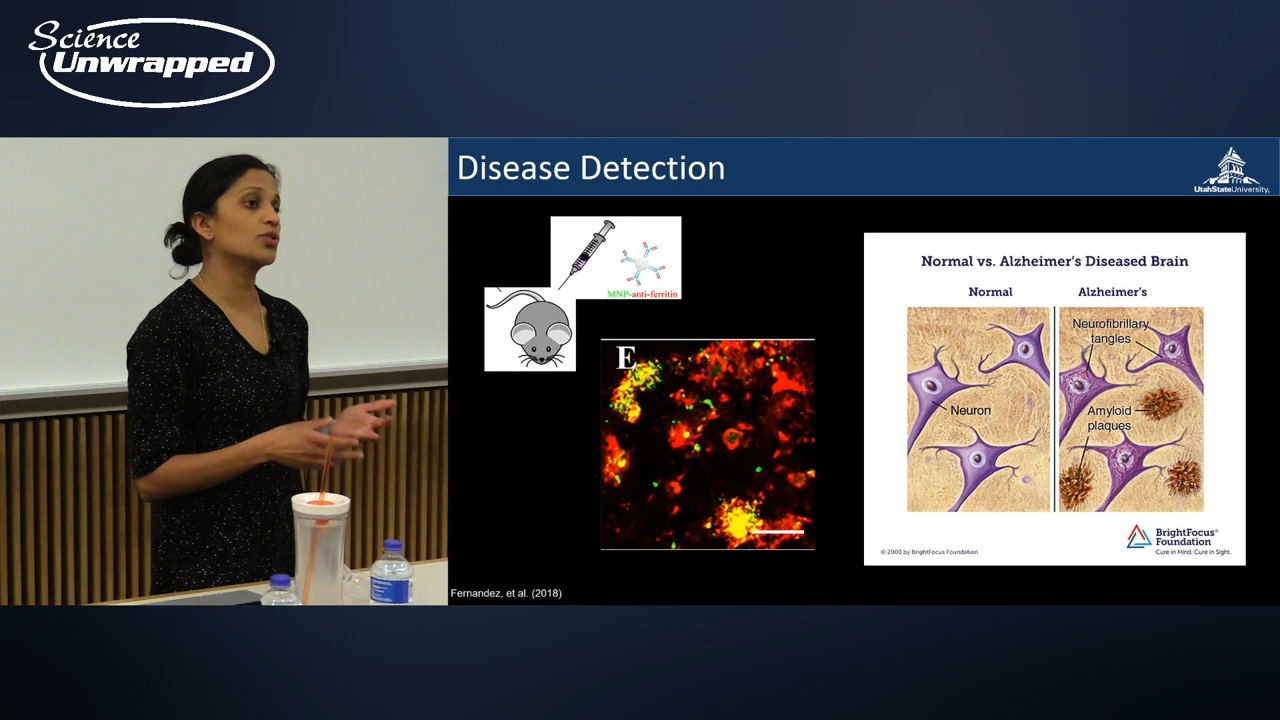 Science
Unwrapped
Disease Detection
UtahStateUniversity.
MNP-anti-ferritin
E
Normal vs. Alzheimer's Diseased Brain
Normal
Alzheimer's
Neurofibrillary
tangles
Neuron
Amyloid
plaques
BrightFocus®
Foundation
Cure in Mind. Cure in Sight.
© 2000 by BrightFocus Foundation
Fernandez, et al. (2018)